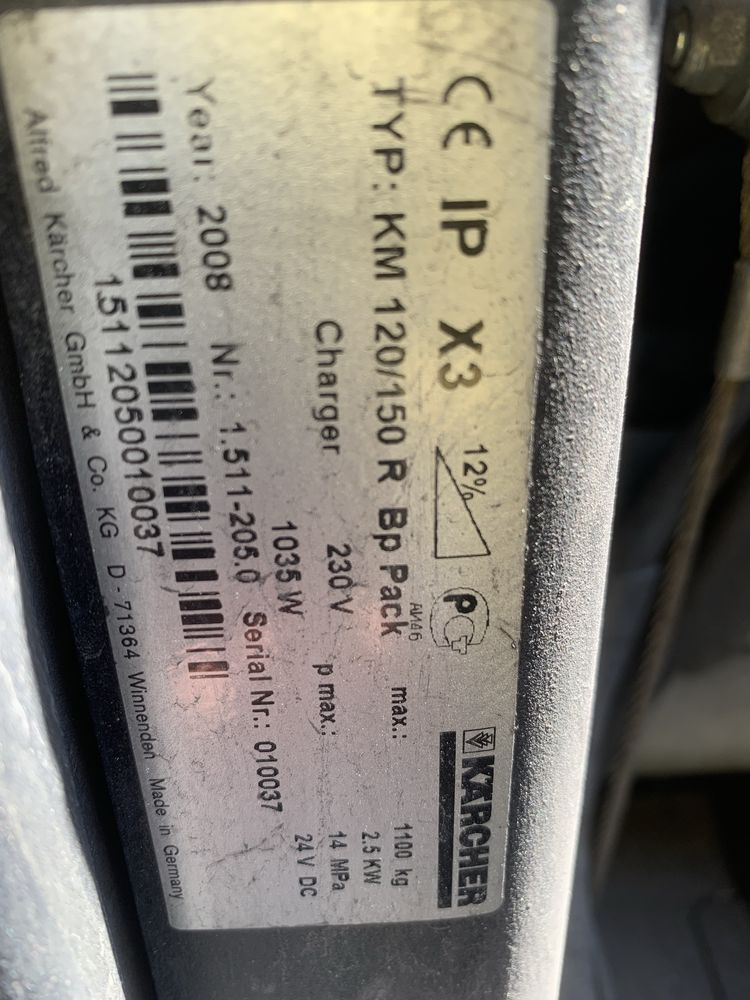 CE IP X3 12% PC KÄRCHER
TYP: KM 120/150 R Bp Pack max.: 1100 kg
2.5 KW
Charger 230 V p max.: 14 MPa
1035 W 24 V DC
Year: 2008 Nr.: 1.511-205.0 Serial Nr.: 010037
15112050010037
Alfred Kärcher GmbH & Co. KG D - 71364 Winnenden Made in Germany